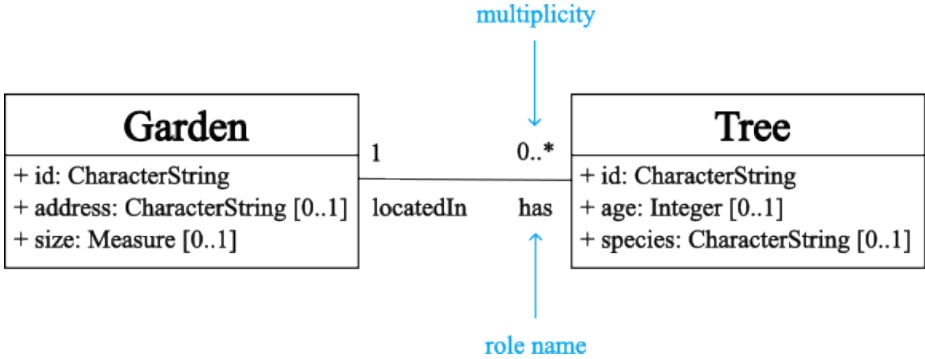 multiplicity
Garden
+ id: CharacterString
+ address: CharacterString [0..1]
+ size: Measure [0..1]
1
0..*
locatedIn
has
Tree
+ id: CharacterString
+ age: Integer [0..1]
+ species: CharacterString [0..1]
role name